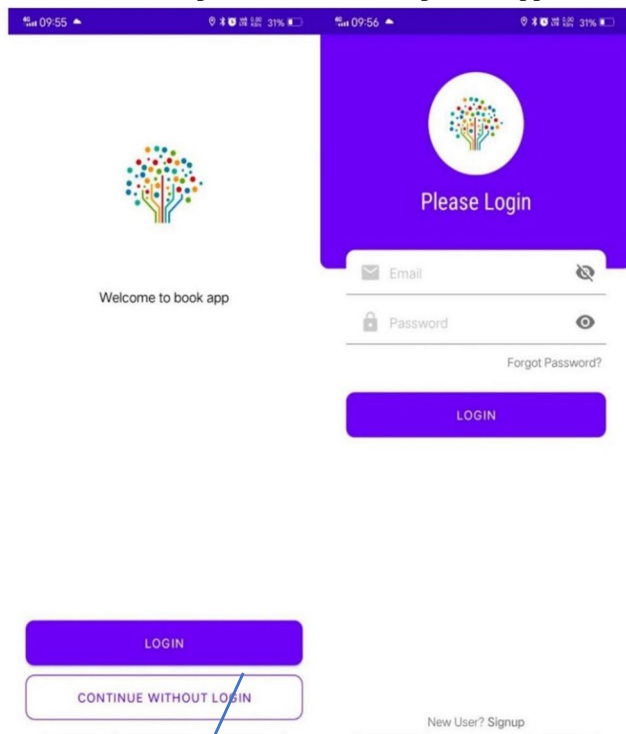 09:55
31%
Welcome to book app
LOGIN
CONTINUE WITHOUT LOGIN
09:56
31%
Please Login
Email
Password
Forgot Password?
LOGIN
New User? Signup